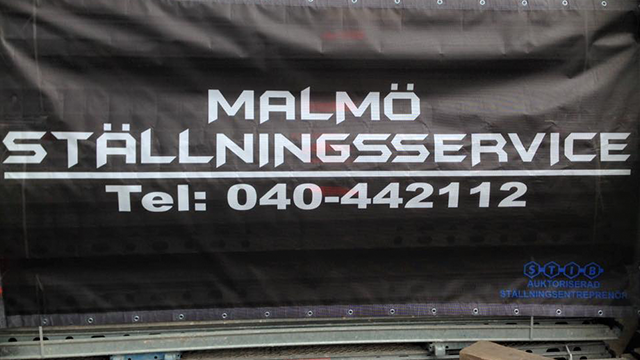 MALMÖ
STÄLLNINGSSERVICE
Tel: 040-442112
STIB
AUKTORISERAD
STÄLLNINGSENTREPRENÖR